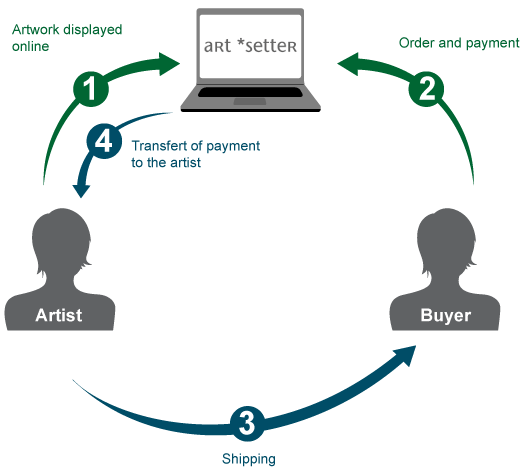 Artwork displayed
online
1
art *setter
Order and payment
2
4
Transfert of payment
to the artist
Artist
Buyer
3
Shipping